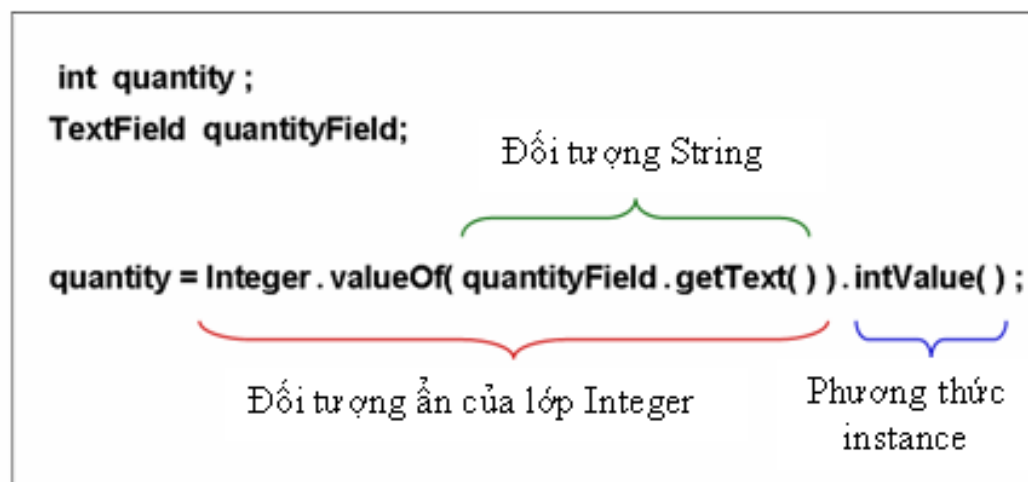 int quantity ;
TextField quantityField;
Đối tượng String
quantity = Integer . valueOf( quantityField . getText( ) ) . intValue( ) ;
Đối tượng ẩn của lớp Integer
Phương thức
instance